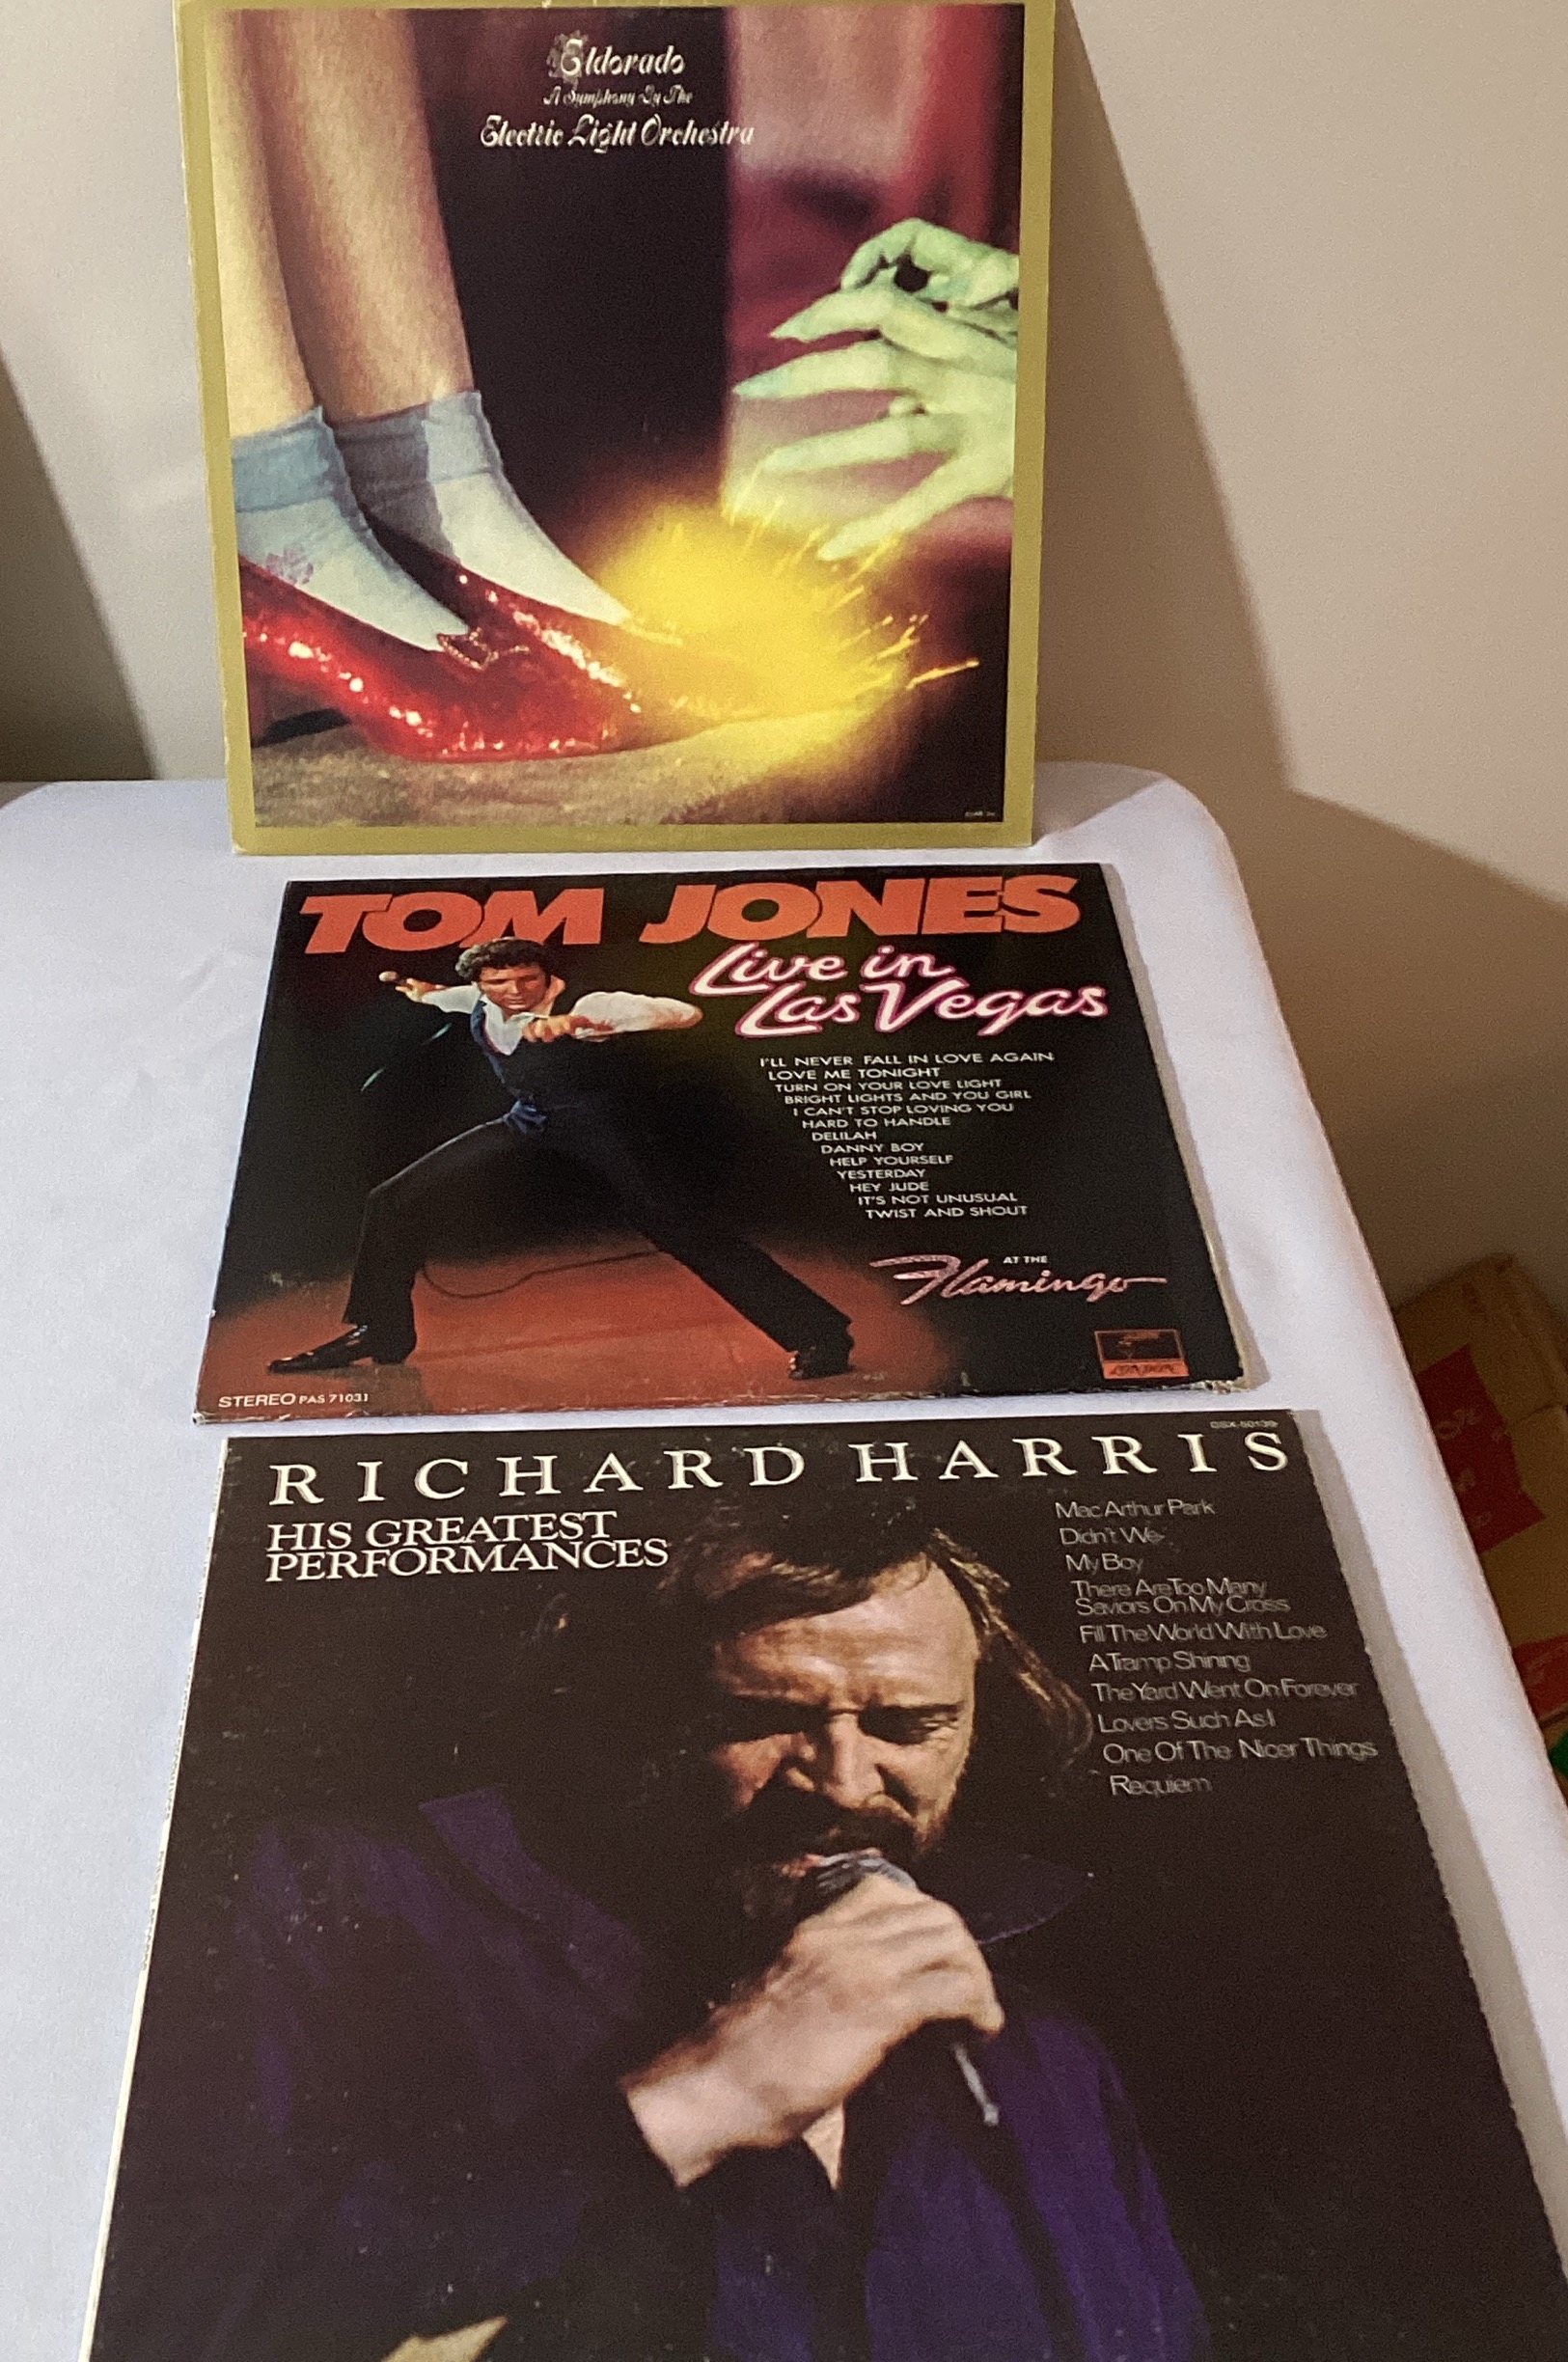 Eldorado
A Symphony By The
Electric Light Orchestra
TOM JONES
Live in
Las Vegas
I'LL NEVER FALL IN LOVE AGAIN
LOVE ME TONIGHT
TURN ON YOUR LOVE LIGHT
BRIGHT LIGHTS AND YOU GIRL
I CAN'T STOP LOVING YOU
HARD TO HANDLE
DELILAH
DANNY BOY
HELP YOURSELF
YESTERDAY
HEY JUDE
IT'S NOT UNUSUAL
TWIST AND SHOUT
AT THE
Flamingo
STEREO PAS 71031
DSX-50139
RICHARD HARRIS
HIS GREATEST
PERFORMANCES
Mac Arthur Park
Didn't We
My Boy
There Are Too Many
Saviors On My Cross
Fill The World With Love
A Tramp Shining
The Yard Went On Forever
Lovers Such As I
One Of The Nicer Things
Requiem